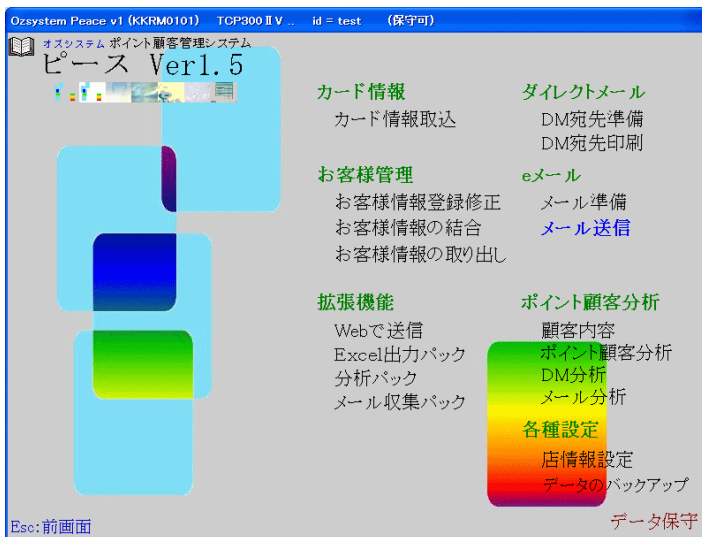 Ozsystem Peace v1 (KKRM0101) TCP300ⅡV .. id = test (保守可)
オズシステム ポイント顧客管理システム
ピース Ver1.5
カード情報
カード情報取込
お客様管理
お客様情報登録修正
お客様情報の結合
お客様情報の取り出し
拡張機能
Webで送信
Excel出力パック
分析パック
メール収集パック
ダイレクトメール
DM宛先準備
DM宛先印刷
eメール
メール準備
メール送信
ポイント顧客分析
顧客内容
ポイント顧客分析
DM分析
メール分析
各種設定
店情報設定
データのバックアップ
Esc:前画面
データ保守